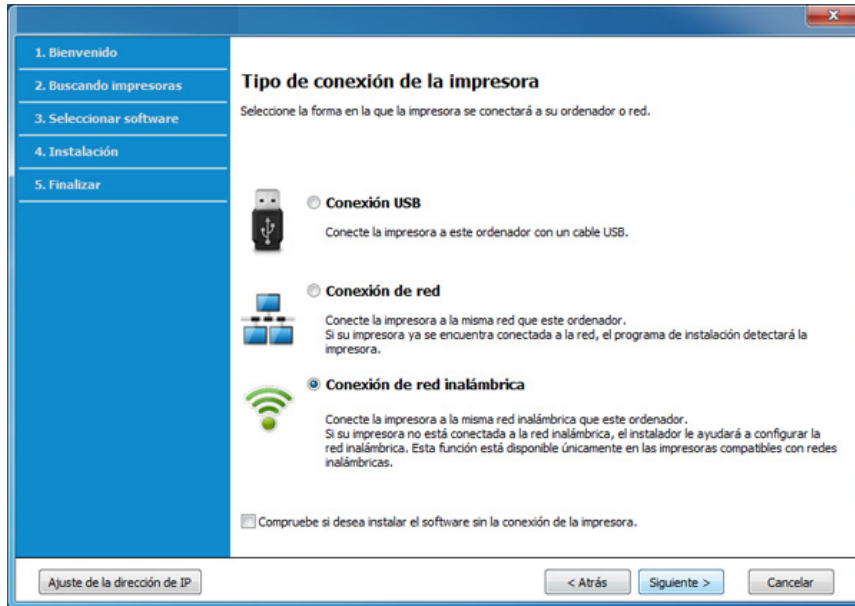 1. Bienvenido
2. Buscando impresoras
3. Seleccionar software
4. Instalación
5. Finalizar
Tipo de conexión de la impresora
Seleccione la forma en la que la impresora se conectará a su ordenador o red.
Conexión USB
Conecte la impresora a este ordenador con un cable USB.
Conexión de red
Conecte la impresora a la misma red que este ordenador.
Si su impresora ya se encuentra conectada a la red, el programa de instalación detectará la
impresora.
Conexión de red inalámbrica
Conecte la impresora a la misma red inalámbrica que este ordenador.
Si su impresora no está conectada a la red inalámbrica, el instalador le ayudará a configurar la
red inalámbrica. Esta función está disponible únicamente en las impresoras compatibles con redes
inalámbricas.
Compruebe si desea instalar el software sin la conexión de la impresora.
Ajuste de la dirección de IP
< Atrás
Siguiente >
Cancelar